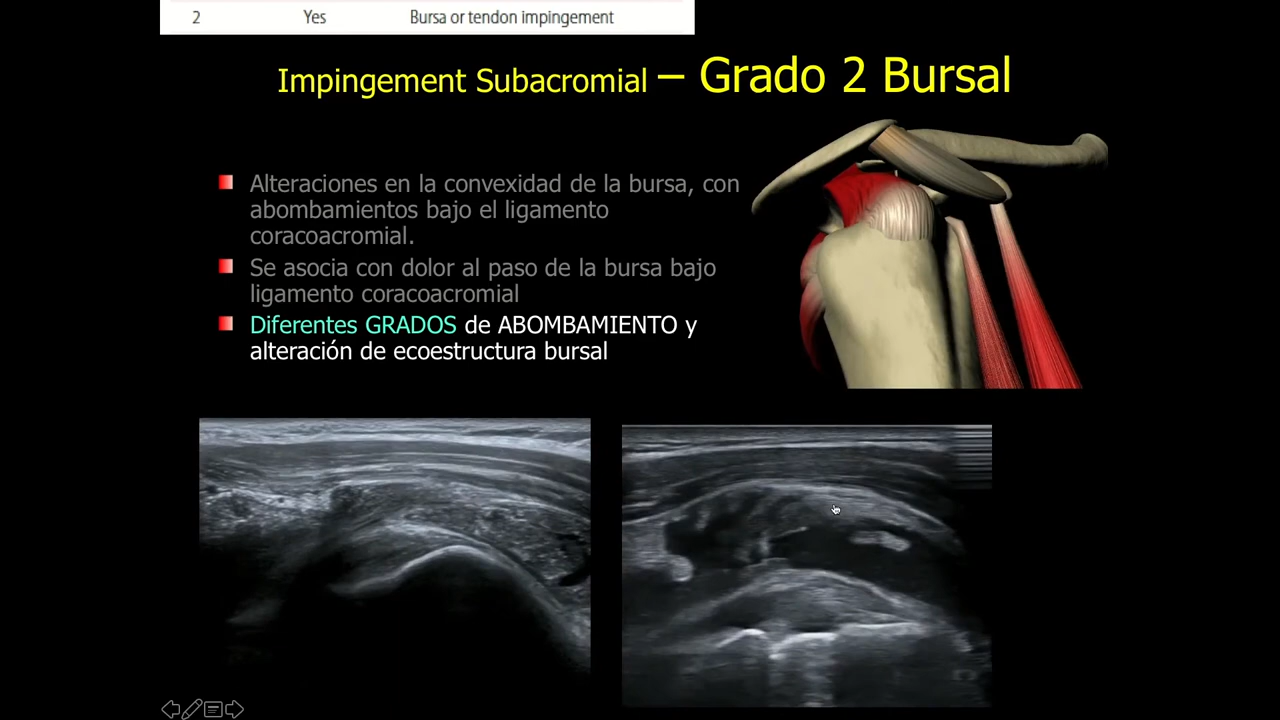 2 Yes Bursa or tendon impingement
Impingement Subacromial – Grado 2 Bursal
Alteraciones en la convexidad de la bursa, con
abombamientos bajo el ligamento
coracoacromial.
Se asocia con dolor al paso de la bursa bajo
ligamento coracoacromial
Diferentes GRADOS de ABOMBAMIENTO y
alteración de ecoestructura bursal